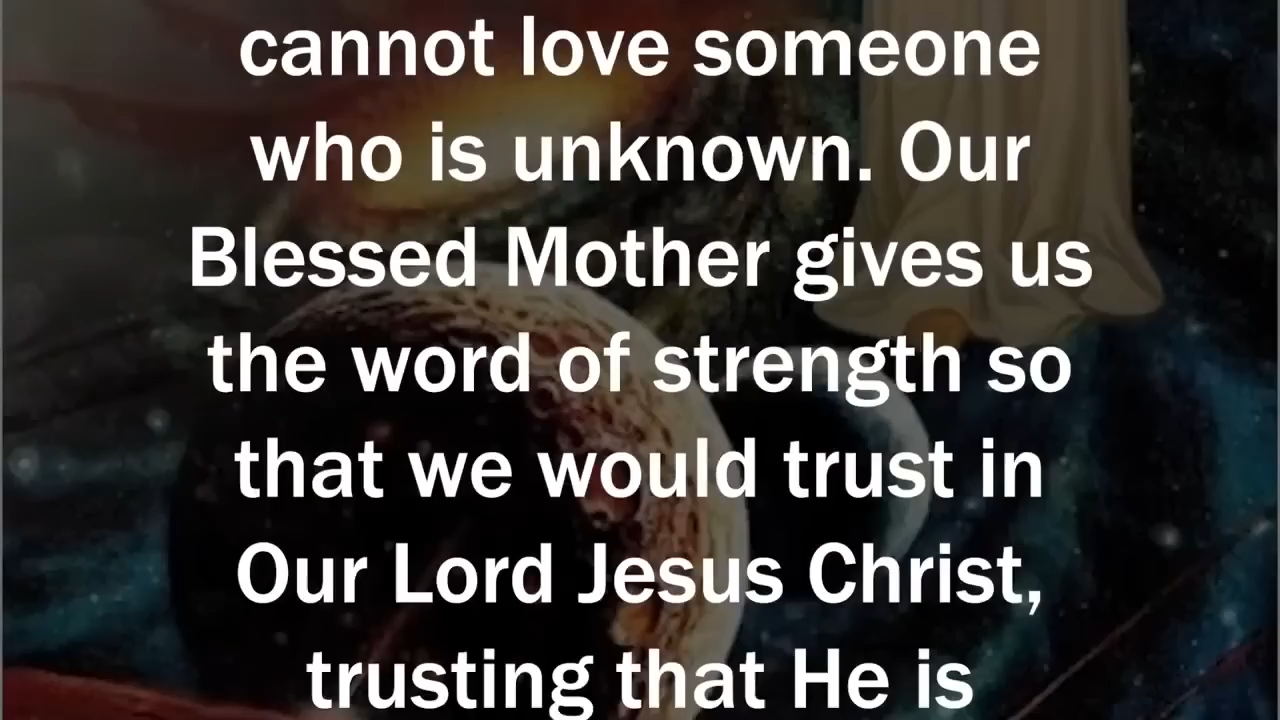 cannot love someone
who is unknown. Our
Blessed Mother gives us
the word of strength so
that we would trust in
Our Lord Jesus Christ,
trusting that He is